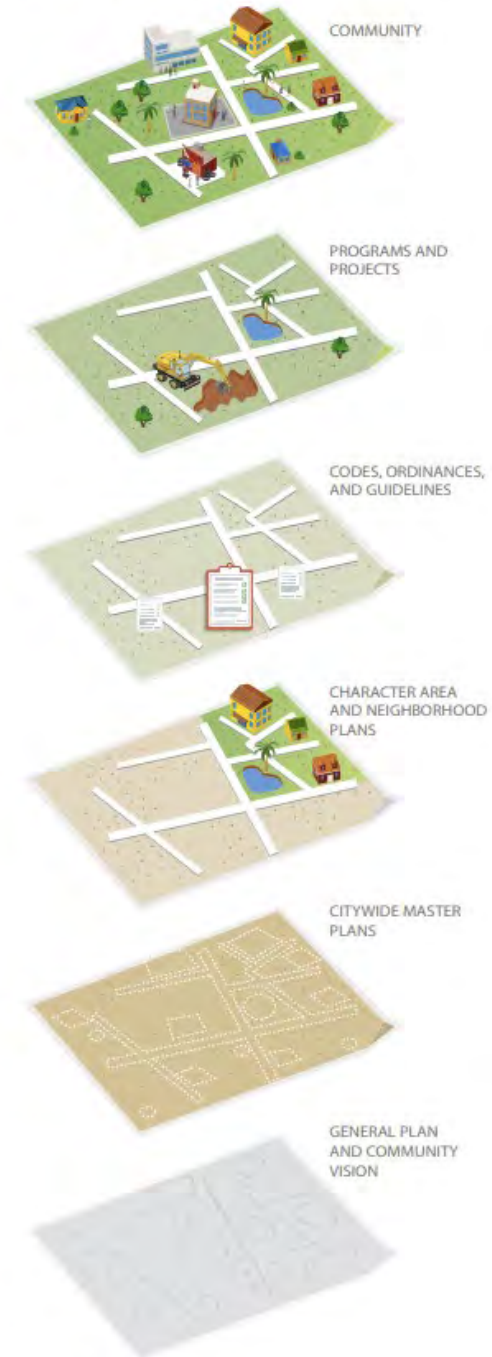 COMMUNITY
PROGRAMS AND
PROJECTS
CODES, ORDINANCES,
AND GUIDELINES
CHARACTER AREA
AND NEIGHBORHOOD
PLANS
CITYWIDE MASTER
PLANS
GENERAL PLAN
AND COMMUNITY
VISION